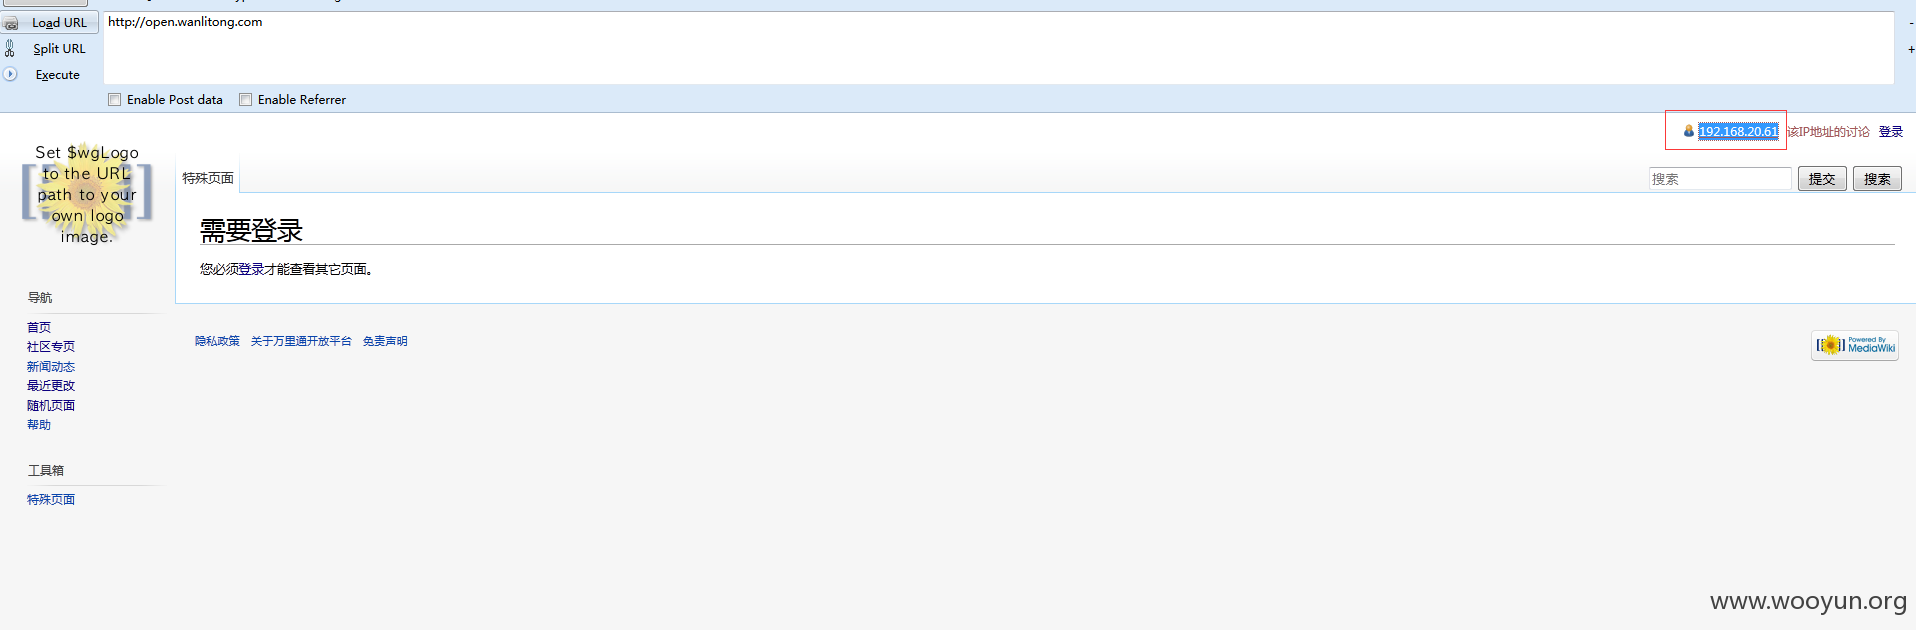 Load URL
http://open.wanlitong.com
Split URL
Execute
Enable Post data
Enable Referrer
-
+
192.168.20.61 该IP地址的讨论 登录
Set $wgLogo
to the URL
path to your
own logo
image.
特殊页面
搜索 提交 搜索
需要登录
您必须登录才能查看其它页面。
导航
首页
社区专页
新闻动态
最近更改
随机页面
帮助
工具箱
特殊页面
隐私政策 关于万里通开放平台 免责声明
Powered By
MediaWiki
www.wooyun.org